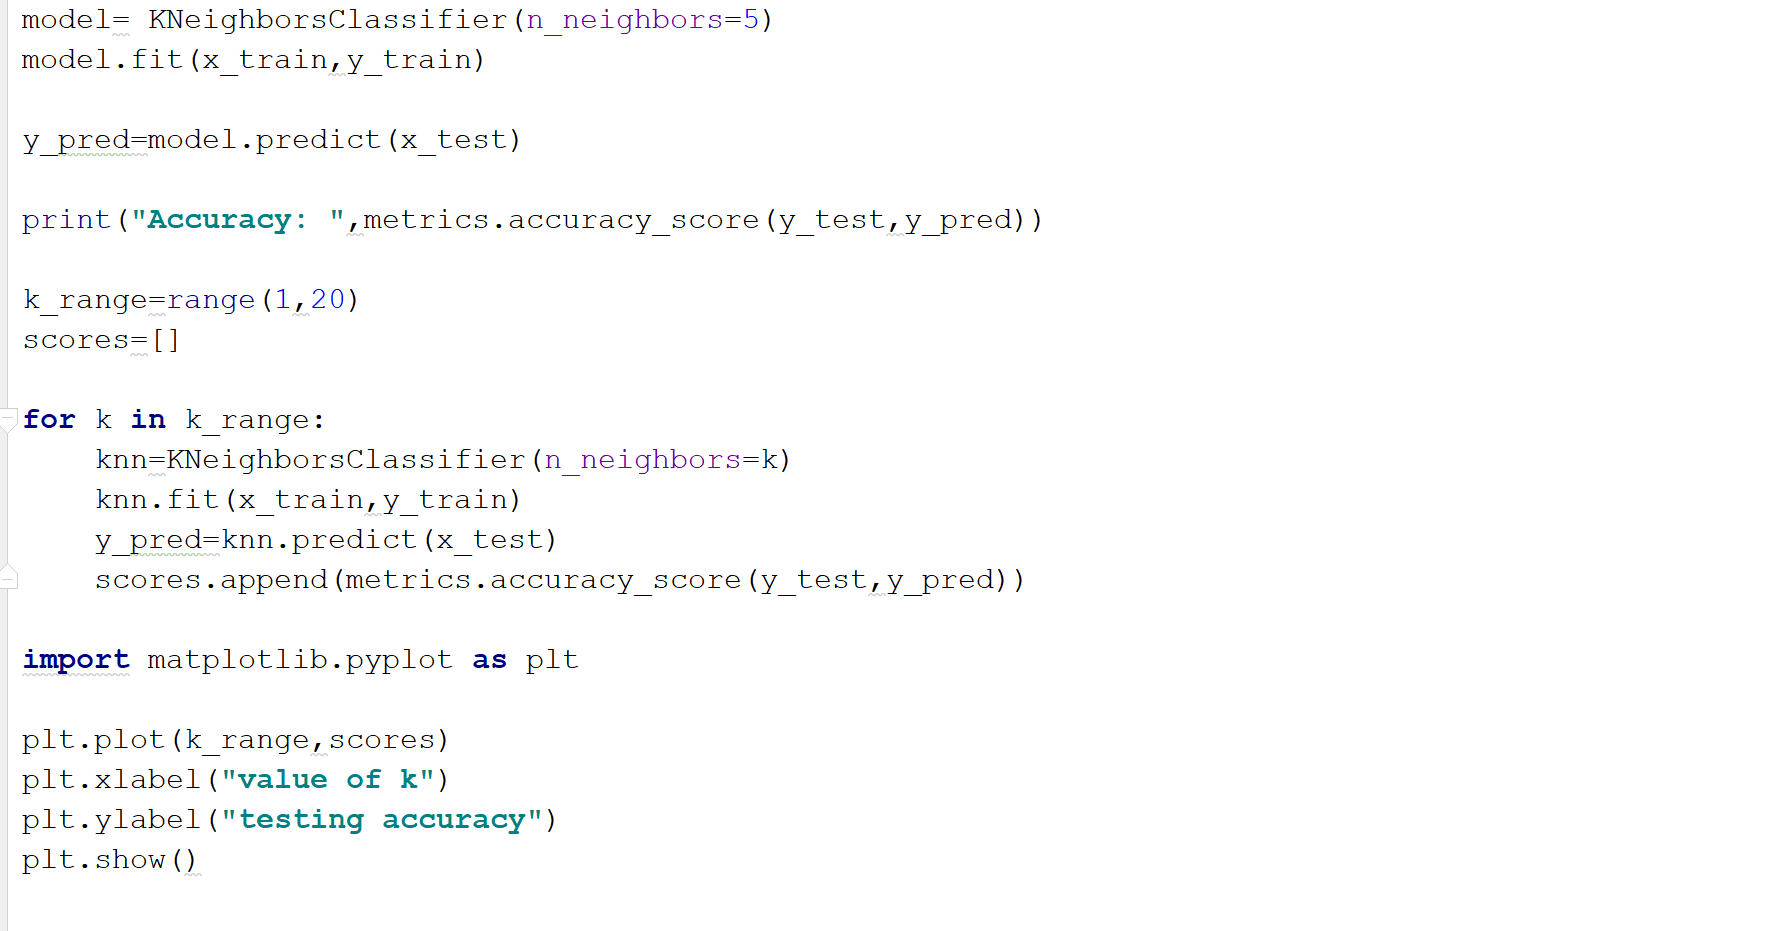 model= KNeighborsClassifier(n_neighbors=5)
model.fit(x_train,y_train)
y_pred=model.predict(x_test)
print("Accuracy: ",metrics.accuracy_score(y_test,y_pred))
k_range=range(1,20)
scores=[]
for k in k_range:
    knn=KNeighborsClassifier(n_neighbors=k)
    knn.fit(x_train,y_train)
    y_pred=knn.predict(x_test)
    scores.append(metrics.accuracy_score(y_test,y_pred))
import matplotlib.pyplot as plt
plt.plot(k_range,scores)
plt.xlabel("value of k")
plt.ylabel("testing accuracy")
plt.show()